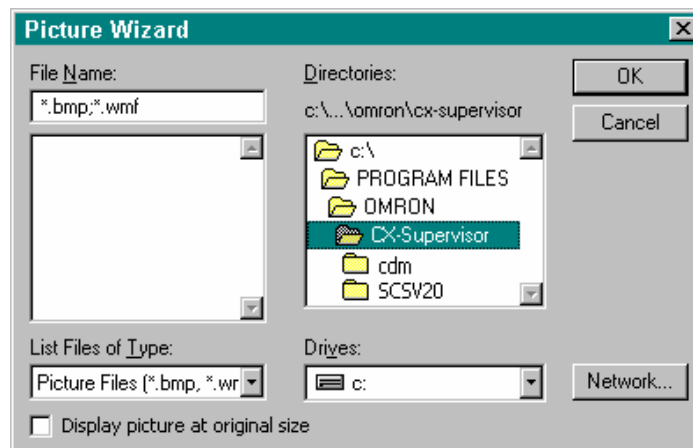 Picture Wizard
File Name:
*.bmp;*.wmf
List Files of Type:
Picture Files (*.bmp, *.wr
Display picture at original size
Directories:
c:\...\omron\cx-supervisor
c:\
PROGRAM FILES
OMRON
CX-Supervisor
cdm
SCSV20
Drives:
c:
OK
Cancel
Network...